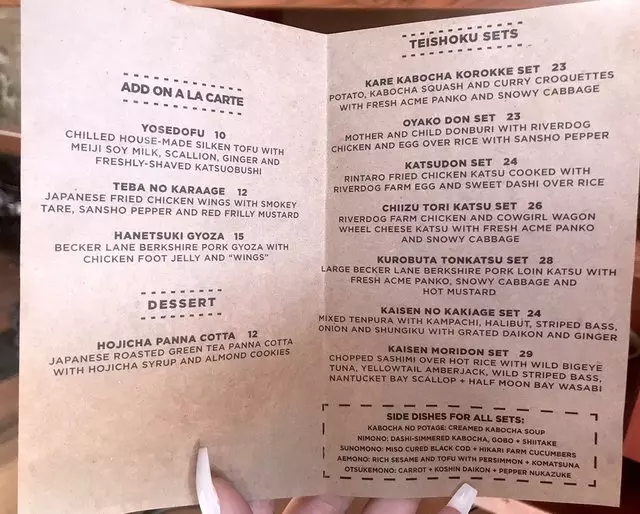 ADD ON A LA CARTE
YOSEDOFU 10
CHILLED HOUSE-MADE SILKEN TOFU WITH
MEIJI SOY MILK, SCALLION, GINGER AND
FRESHLY-SHAVED KATSUOBUSHI
TEBA NO KARAAGE 12
JAPANESE FRIED CHICKEN WINGS WITH SMOKEY
TARE, SANSHO PEPPER AND RED FRILLY MUSTARD
HANETSUKI GYOZA 15
BECKER LANE BERKSHIRE PORK GYOZA WITH
CHICKEN FOOT JELLY AND "WINGS"
DESSERT
HOJICHA PANNA COTTA 12
JAPANESE ROASTED GREEN TEA PANNA COTTA
WITH HOJICHA SYRUP AND ALMOND COOKIES
TEISHOKU SETS
KARE KABOCHA KOROKKE SET 23
POTATO, KABOCHA SQUASH AND CURRY CROQUETTES
WITH FRESH ACME PANKO AND SNOWY CABBAGE
OYAKO DON SET 23
MOTHER AND CHILD DONBURI WITH RIVERDOG
CHICKEN AND EGG OVER RICE WITH SANSHO PEPPER
KATSUDON SET 24
RINTARO FRIED CHICKEN KATSU COOKED WITH
RIVERDOG FARM EGG AND SWEET DASHI OVER RICE
CHIIZU TORI KATSU SET 26
RIVERDOG FARM CHICKEN AND COWGIRL WAGON
WHEEL CHEESE KATSU WITH FRESH ACME PANKO
AND SNOWY CABBAGE
KUROBUTA TONKATSU SET 28
LARGE BECKER LANE BERKSHIRE PORK LOIN KATSU WITH
FRESH ACME PANKO, SNOWY CABBAGE AND
HOT MUSTARD
KAISEN NO KAKIAGE SET 24
MIXED TENPURA WITH KAMPACHI, HALIBUT, STRIPED BASS,
ONION AND SHUNGIKU WITH GRATED DAIKON AND GINGER
KAISEN MORIDON SET 29
CHOPPED SASHIMI OVER HOT RICE WITH WILD BIGEYE
TUNA, YELLOWTAIL AMBERJACK, WILD STRIPED BASS,
NANTUCKET BAY SCALLOP + HALF MOON BAY WASABI
SIDE DISHES FOR ALL SETS:
KABOCHA NO POTAGE: CREAMED KABOCHA SOUP
NIMONO: DASHI-SIMMERED KABOCHA, GOBO + SHIITAKE
SUNOMONO: MISO CURED BLACK COD + HIKARI FARM CUCUMBERS
AEMONO: RICH SESAME AND TOFU WITH PERSIMMON + KOMATSUNA
OTSUKEMONO: CARROT + KOSHIN DAIKON + PEPPER NUKAZUKE